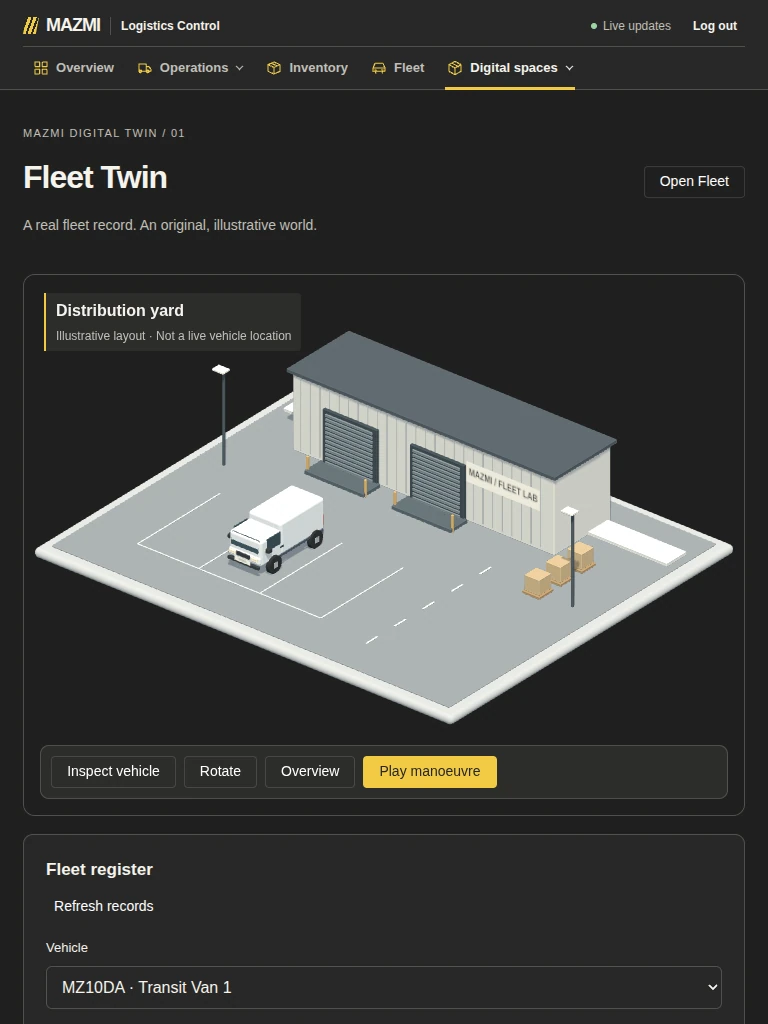 MAZMI Logistics Control
Live updates
Log out
Overview
Operations
Inventory
Fleet
Digital spaces
MAZMI DIGITAL TWIN / 01
Fleet Twin
Open Fleet
A real fleet record. An original, illustrative world.
Distribution yard
Illustrative layout · Not a live vehicle location
MAZMI / FLEET LAB
Inspect vehicle
Rotate
Overview
Play manoeuvre
Fleet register
Refresh records
Vehicle
MZ10DA · Transit Van 1